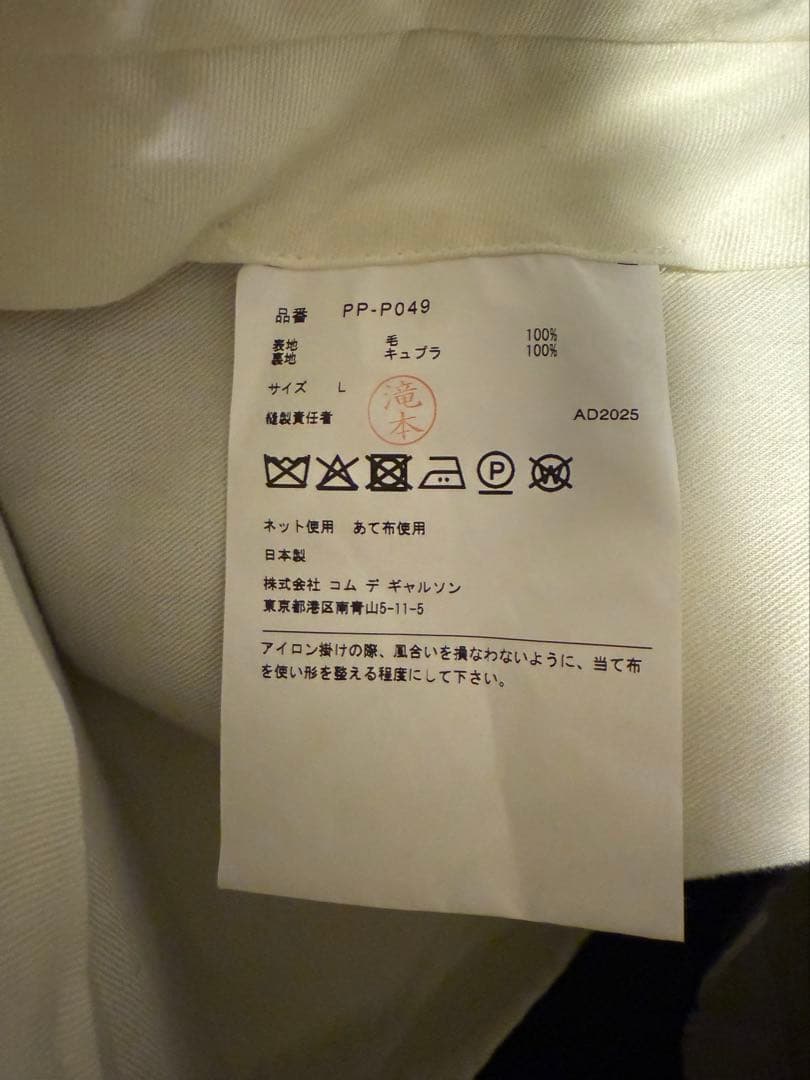 品番 PP-P049
表地 毛 100%
裏地 キュプラ 100%
サイズ L
縫製責任者 滝本 AD2025
P W
ネット使用 あて布使用
日本製
株式会社 コム デ ギャルソン
東京都港区南青山5-11-5
アイロン掛けの際、風合いを損なわないように、当て布
を使い形を整える程度にして下さい。